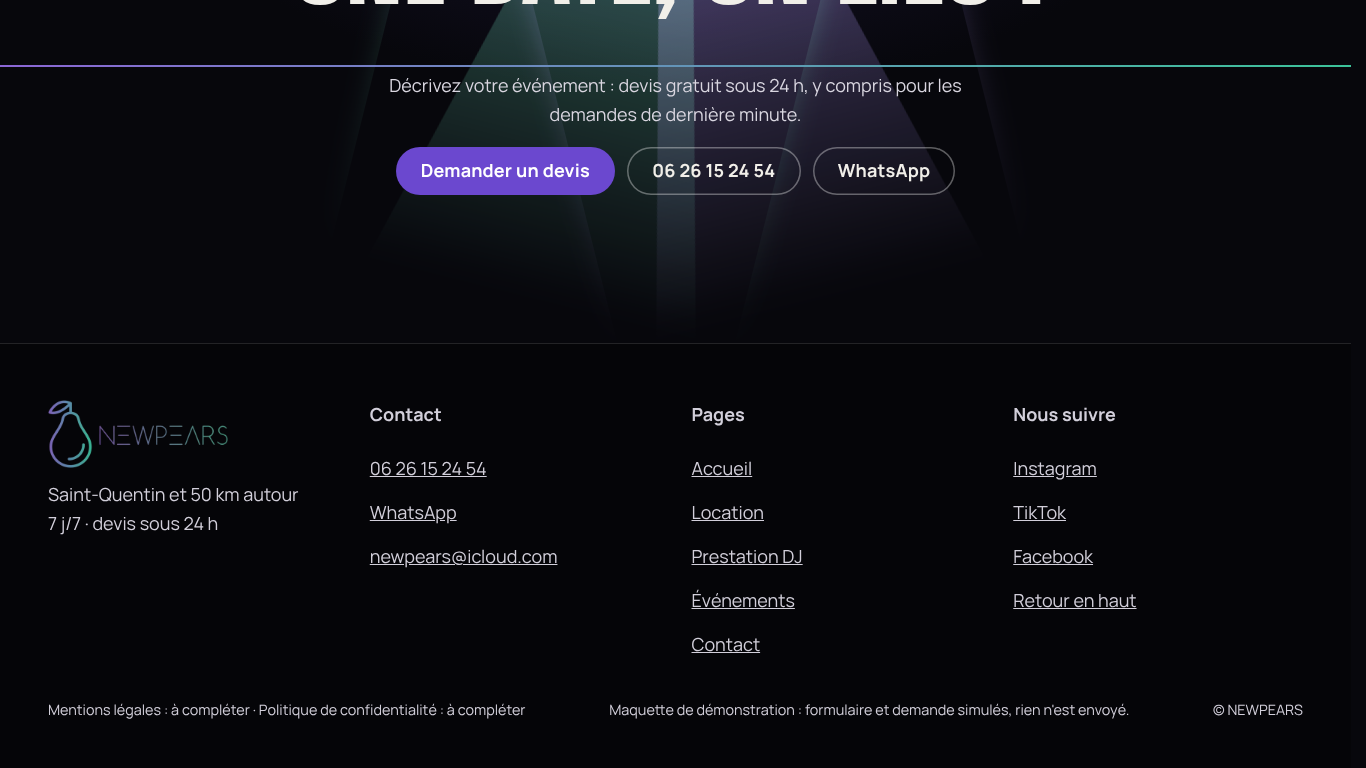 UNE DATE, UN LIEU ?
Décrivez votre événement : devis gratuit sous 24 h, y compris pour les
demandes de dernière minute.
Demander un devis
06 26 15 24 54
WhatsApp
NEWPEARS
Saint-Quentin et 50 km autour
7 j/7 · devis sous 24 h
Contact
06 26 15 24 54
WhatsApp
newpears@icloud.com
Pages
Accueil
Location
Prestation DJ
Événements
Contact
Nous suivre
Instagram
TikTok
Facebook
Retour en haut
Mentions légales : à compléter · Politique de confidentialité : à compléter
Maquette de démonstration : formulaire et demande simulés, rien n'est envoyé.
© NEWPEARS